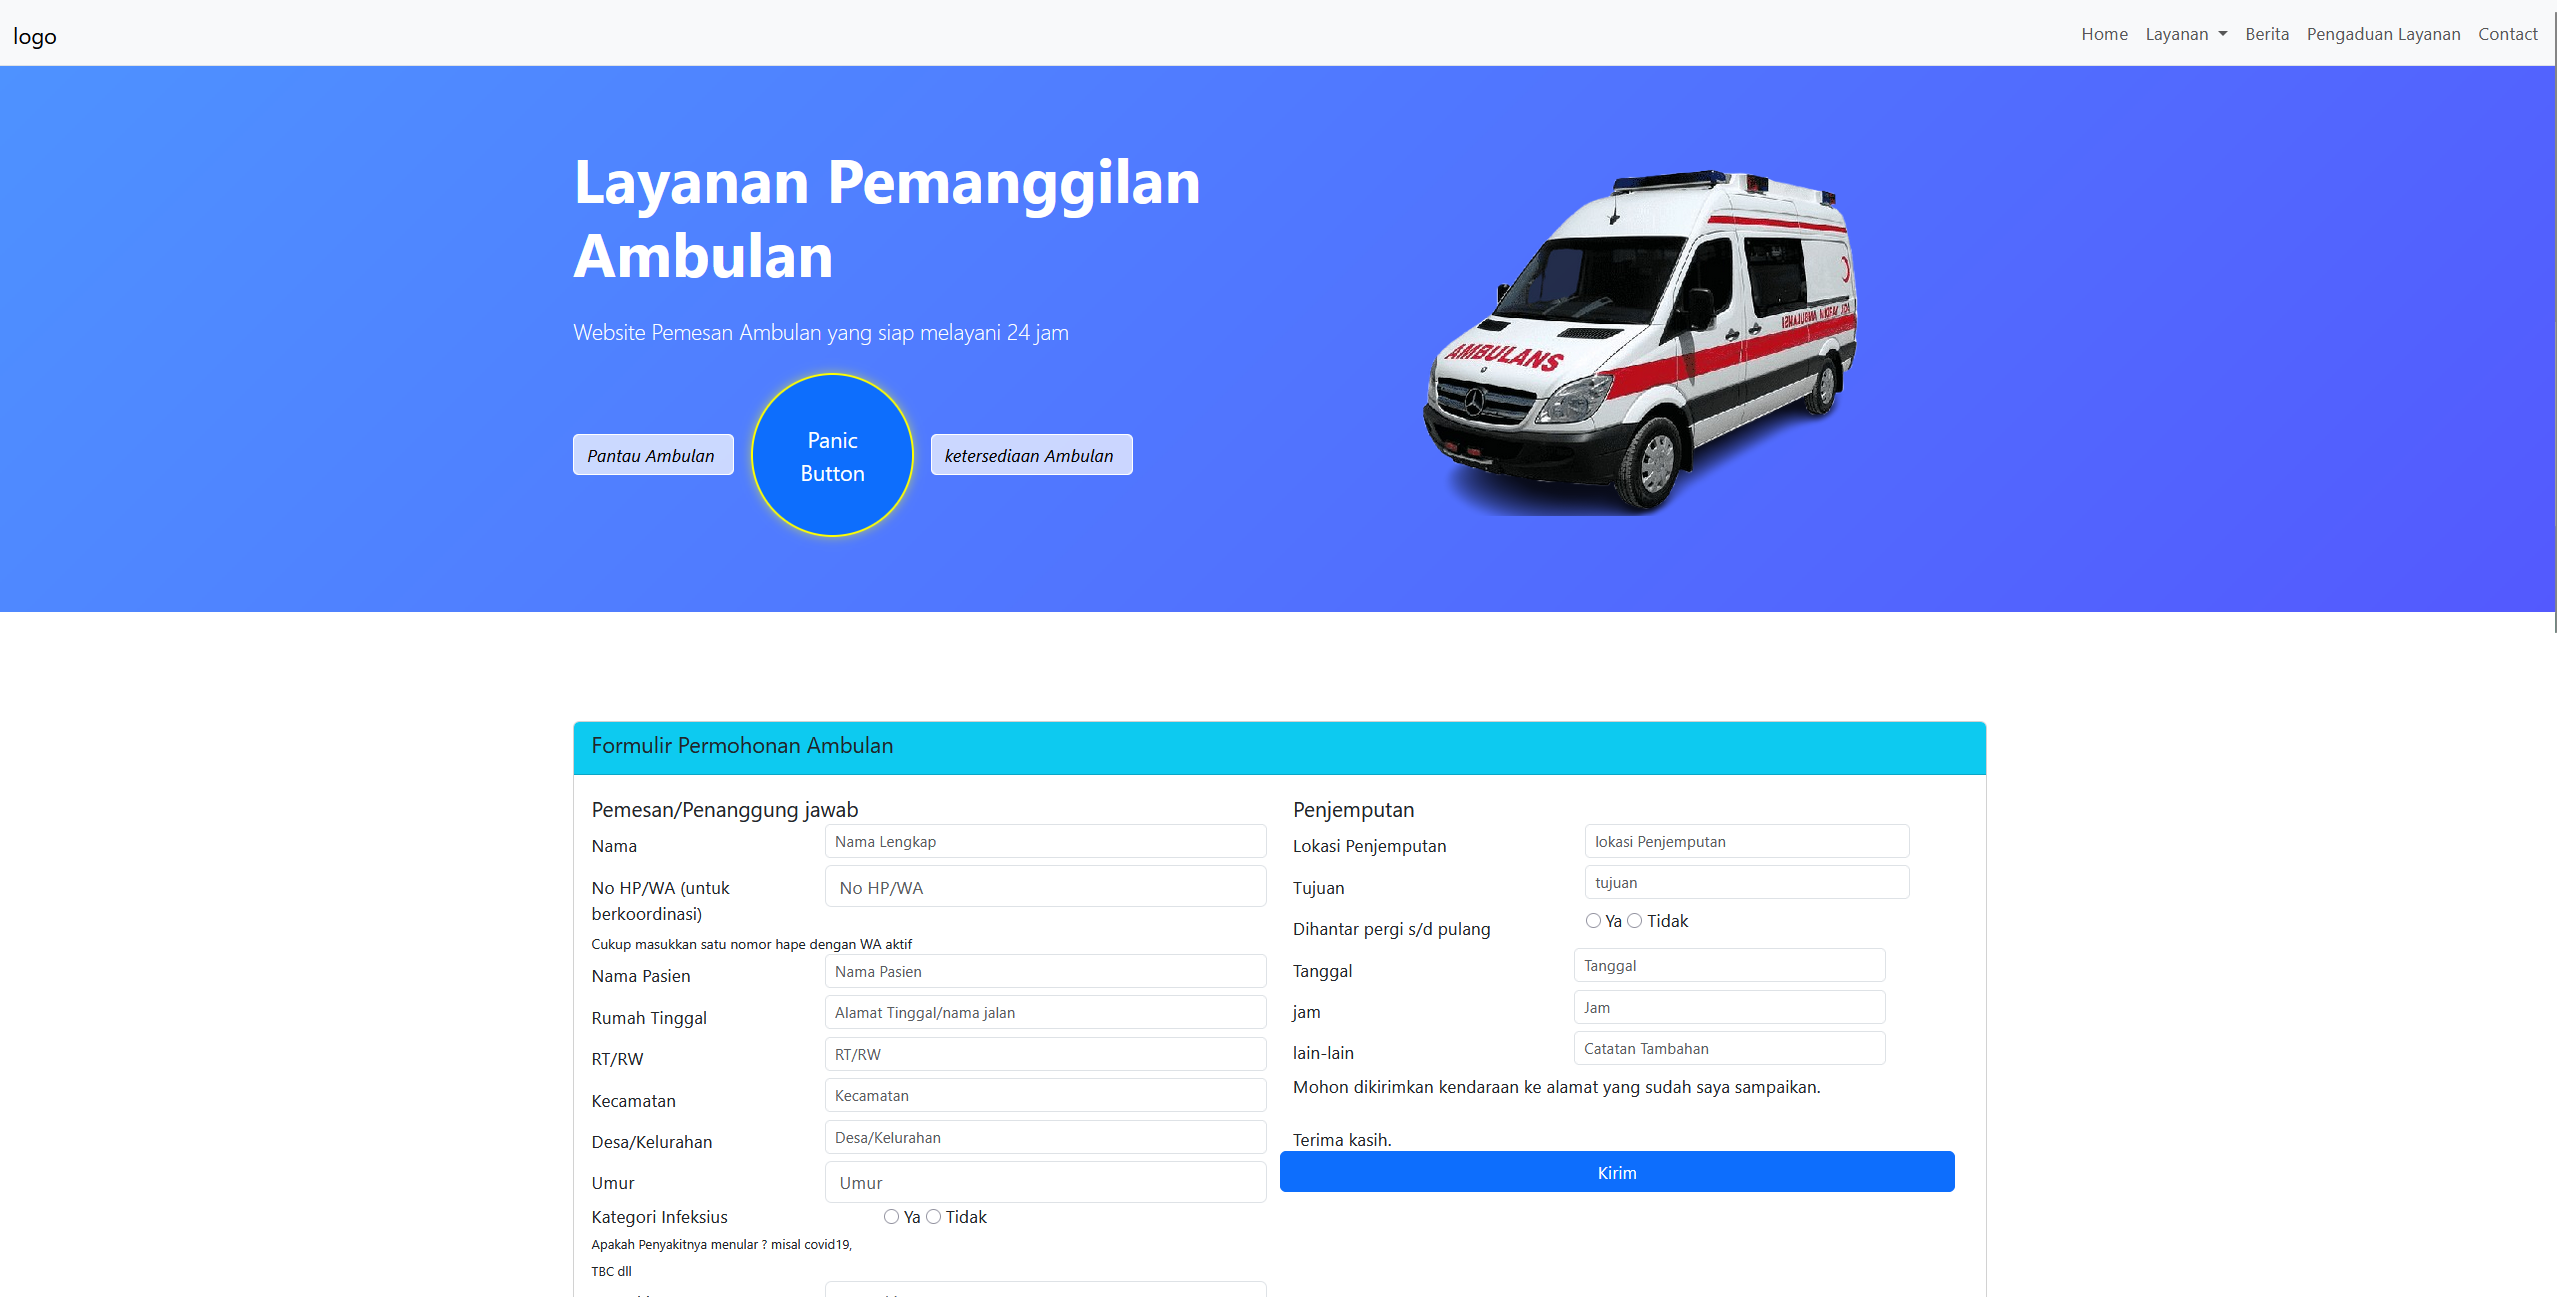 logo
Home Layanan Berita Pengaduan Layanan Contact
Layanan Pemanggilan
Ambulan
Website Pemesan Ambulan yang siap melayani 24 jam
Pantau Ambulan
Panic
Button
ketersediaan Ambulan
AMBULANS
Formulir Permohonan Ambulan
Pemesan/Penanggung jawab
Nama Nama Lengkap
No HP/WA (untuk No HP/WA
berkoordinasi)
Cukup masukkan satu nomor hape dengan WA aktif
Nama Pasien Nama Pasien
Rumah Tinggal Alamat Tinggal/nama jalan
RT/RW RT/RW
Kecamatan Kecamatan
Desa/Kelurahan Desa/Kelurahan
Umur Umur
Kategori Infeksius Ya Tidak
Apakah Penyakitnya menular ? misal covid19,
TBC dll
Penjemputan
Lokasi Penjemputan lokasi Penjemputan
Tujuan tujuan
Dihantar pergi s/d pulang Ya Tidak
Tanggal Tanggal
jam Jam
lain-lain Catatan Tambahan
Mohon dikirimkan kendaraan ke alamat yang sudah saya sampaikan.
Terima kasih.
Kirim